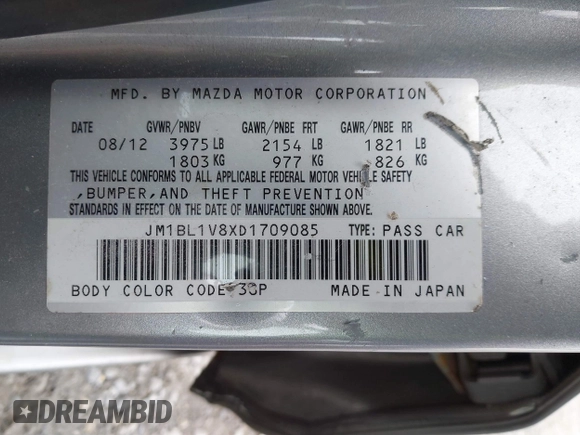 MFD. BY MAZDA MOTOR CORPORATION
DATE GVWR/PNBV GAWR/PNBE FRT GAWR/PNBE RR
08/12 3975 LB 2154 LB 1821 LB
1803 KG 977 KG 826 KG
THIS VEHICLE CONFORMS TO ALL APPLICABLE FEDERAL MOTOR VEHICLE SAFETY
,BUMPER,AND THEFT PREVENTION
STANDARDS IN EFFECT ON THE DATE OF MANUFACTURE SHOWN ABOVE.
JM1BL1V8XD1709085 TYPE: PASS CAR
BODY COLOR CODE: MADE IN JAPAN
DREAMBID